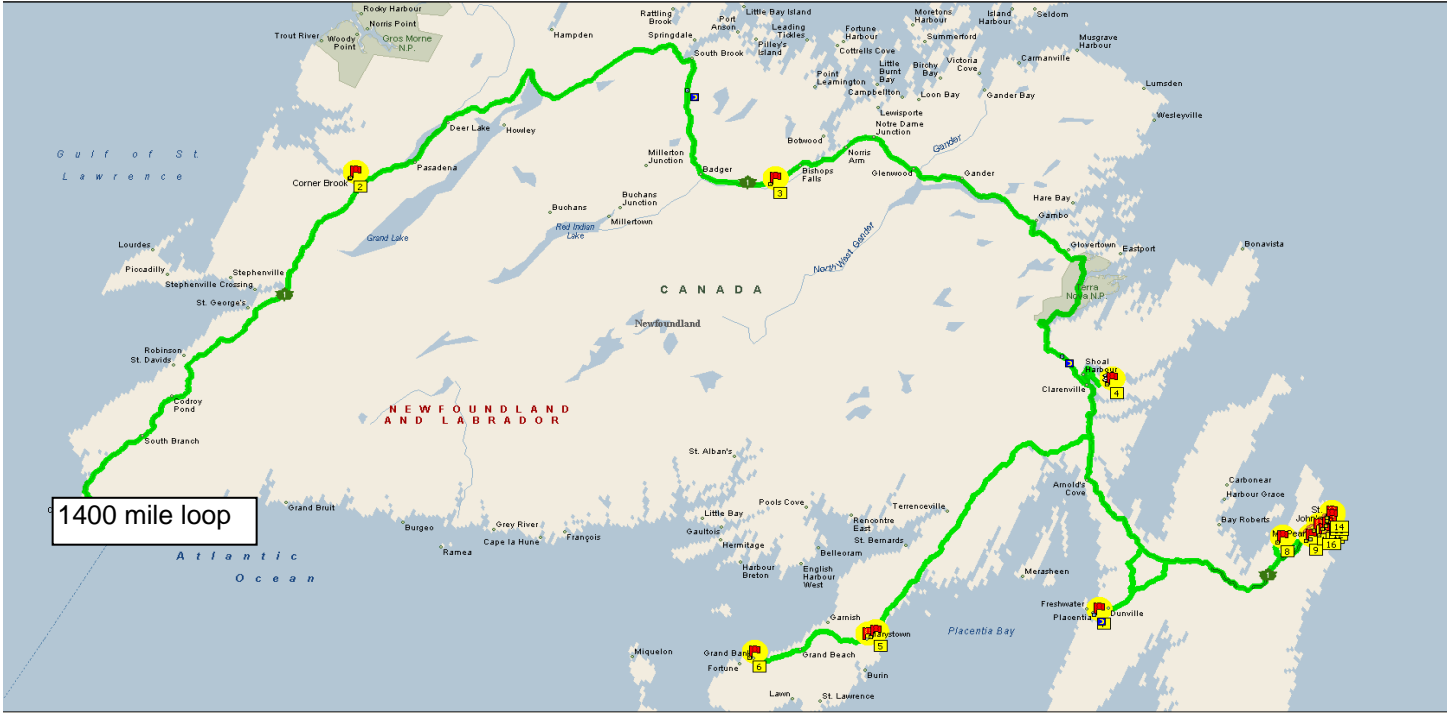 Rocky Harbour
Norris Point
Trout River
Woody
Point
Gros Morne
N.P.
Hampden
Rattling
Brook
Springdale
Port
Anson
Little Bay Island
Leading
Tickles
Pilley's
Island
South Brook
Fortune
Harbour
Cottrells Cove
Moretons
Harbour
Summerford
Island
Harbour
Seldom
Musgrave
Harbour
Point
Leamington
Little
Burnt
Bay
Birchy
Bay
Victoria
Cove
Carmanville
Campbellton
Loon Bay
Gander Bay
Lumsden
Wesleyville
Lewisporte
Notre Dame
Junction
Botwood
Norris
Arm
Gander
Deer Lake
Howley
Pasadena
Gulf of St.
Lawrence
Corner Brook
2
Millerton
Junction
Badger
1
3
Bishops
Falls
Glenwood
Gander
Hare Bay
Gambo
Buchans
Buchans
Junction
Millertown
Red Indian
Lake
Grand Lake
North West Gander
Glovertown
Eastport
Bonavista
Lourdes
Piccadilly
Stephenville
Stephenville Crossing
St. George's
1
CANADA
Terra
Nova N.P.
Newfoundland
Robinson
St. Davids
Shoal
Harbour
Clarenville
4
Codroy
Pond
NEWFOUNDLAND
AND LABRADOR
South Branch
St. Alban's
Arnold's
Cove
Carbonear
Harbour Grace
1400 mile loop
Grand Bruit
Burgeo
Ramea
Grey River
Cape la Hune
François
Pools Cove
Little Bay
Gaultois
Hermitage
Harbour
Breton
Rencontre
East
Terrenceville
St. Bernards
Belleoram
English
Harbour
West
Bay Roberts
St.
John
14
16
9
8
1
Atlantic
Ocean
Merasheen
Freshwater
Placentia
Dunville
Garnish
Marystown
5
Placentia Bay
Miquelon
Grand Bank
Fortune
6
Grand Beach
Burin
Lawn
St. Lawrence